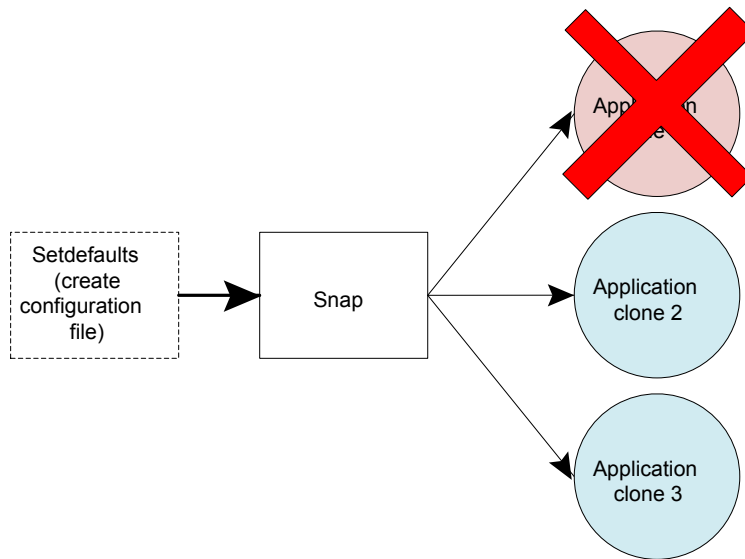 Setdefaults
(create
configuration
file)
Snap
Application
clone 2
Application
clone 3